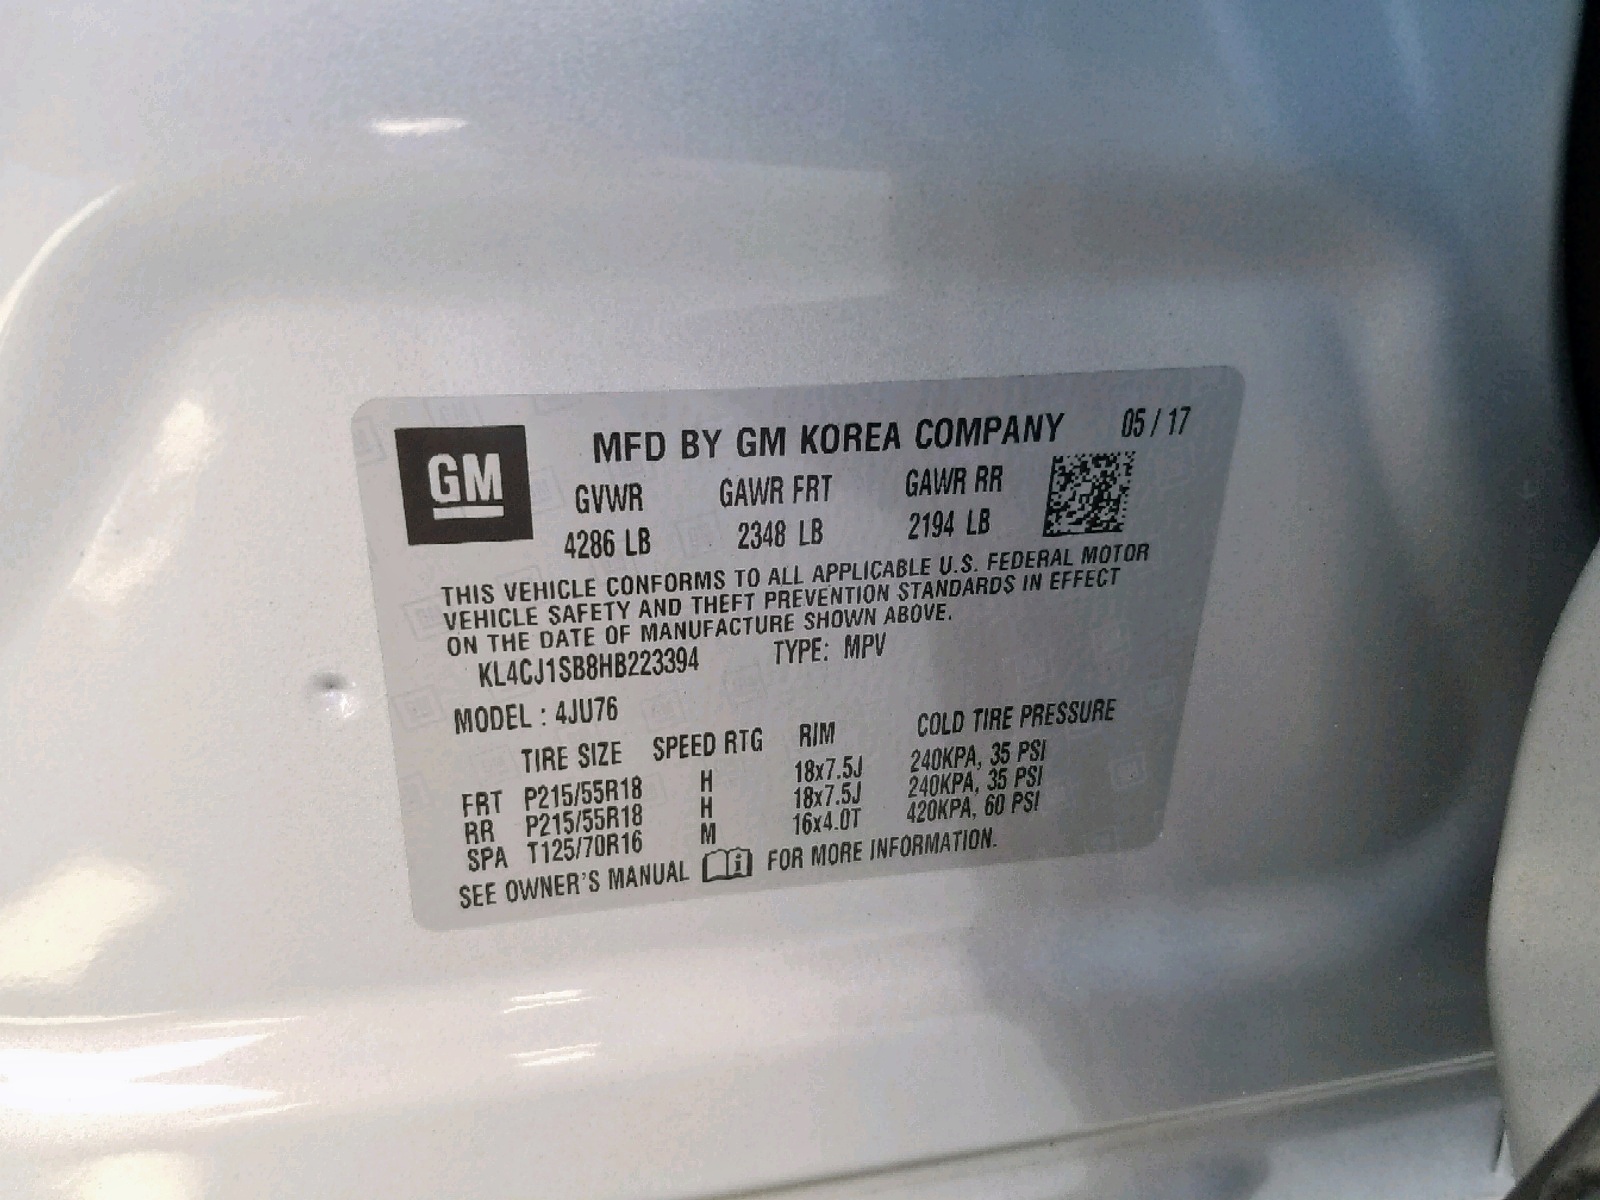 GM
MFD BY GM KOREA COMPANY 05 / 17
GVWR GAWR FRT GAWR RR
4286 LB 2348 LB 2194 LB
THIS VEHICLE CONFORMS TO ALL APPLICABLE U.S. FEDERAL MOTOR
VEHICLE SAFETY AND THEFT PREVENTION STANDARDS IN EFFECT
ON THE DATE OF MANUFACTURE SHOWN ABOVE.
KL4CJ1SB8HB223394 TYPE: MPV
MODEL : 4JU76
TIRE SIZE SPEED RTG RIM COLD TIRE PRESSURE
FRT P215/55R18 H 18x7.5J 240KPA, 35 PSI
RR P215/55R18 H 18x7.5J 240KPA, 35 PSI
SPA T125/70R16 M 16x4.0T 420KPA, 60 PSI
SEE OWNER'S MANUAL i FOR MORE INFORMATION.